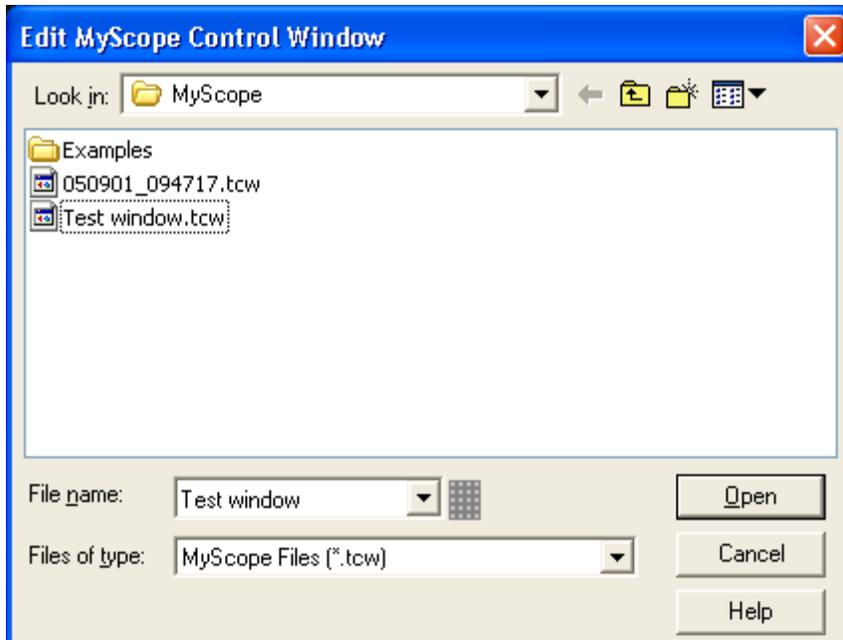 Edit MyScope Control Window
Look in: MyScope
Examples
050901_094717.tcw
Test window.tcw
File name: Test window Open
Files of type: MyScope Files (*.tcw) Cancel
Help